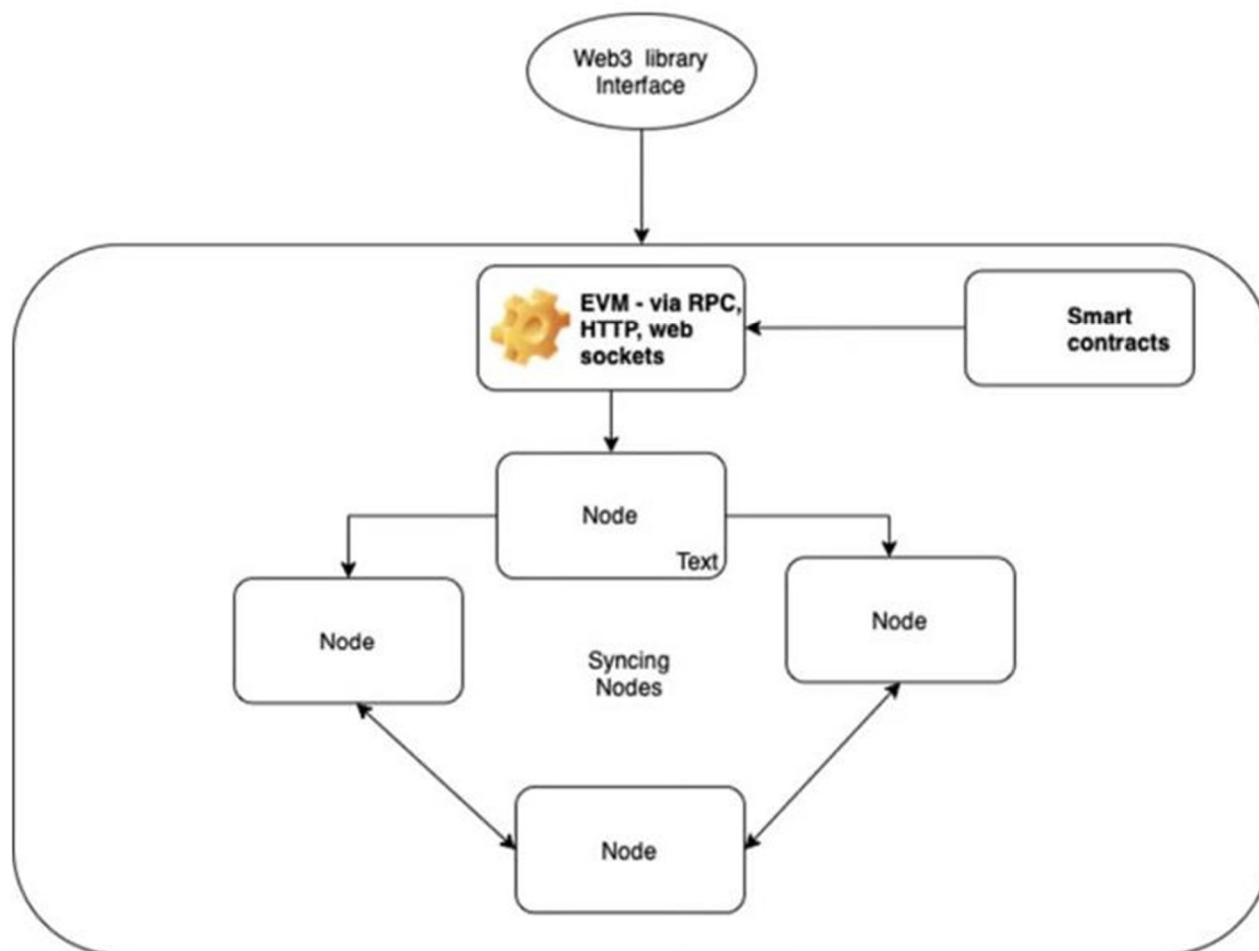 Web3 library
Interface
EVM - via RPC,
HTTP, web
sockets
Smart
contracts
Node
Text
Node
Node
Syncing
Nodes
Node